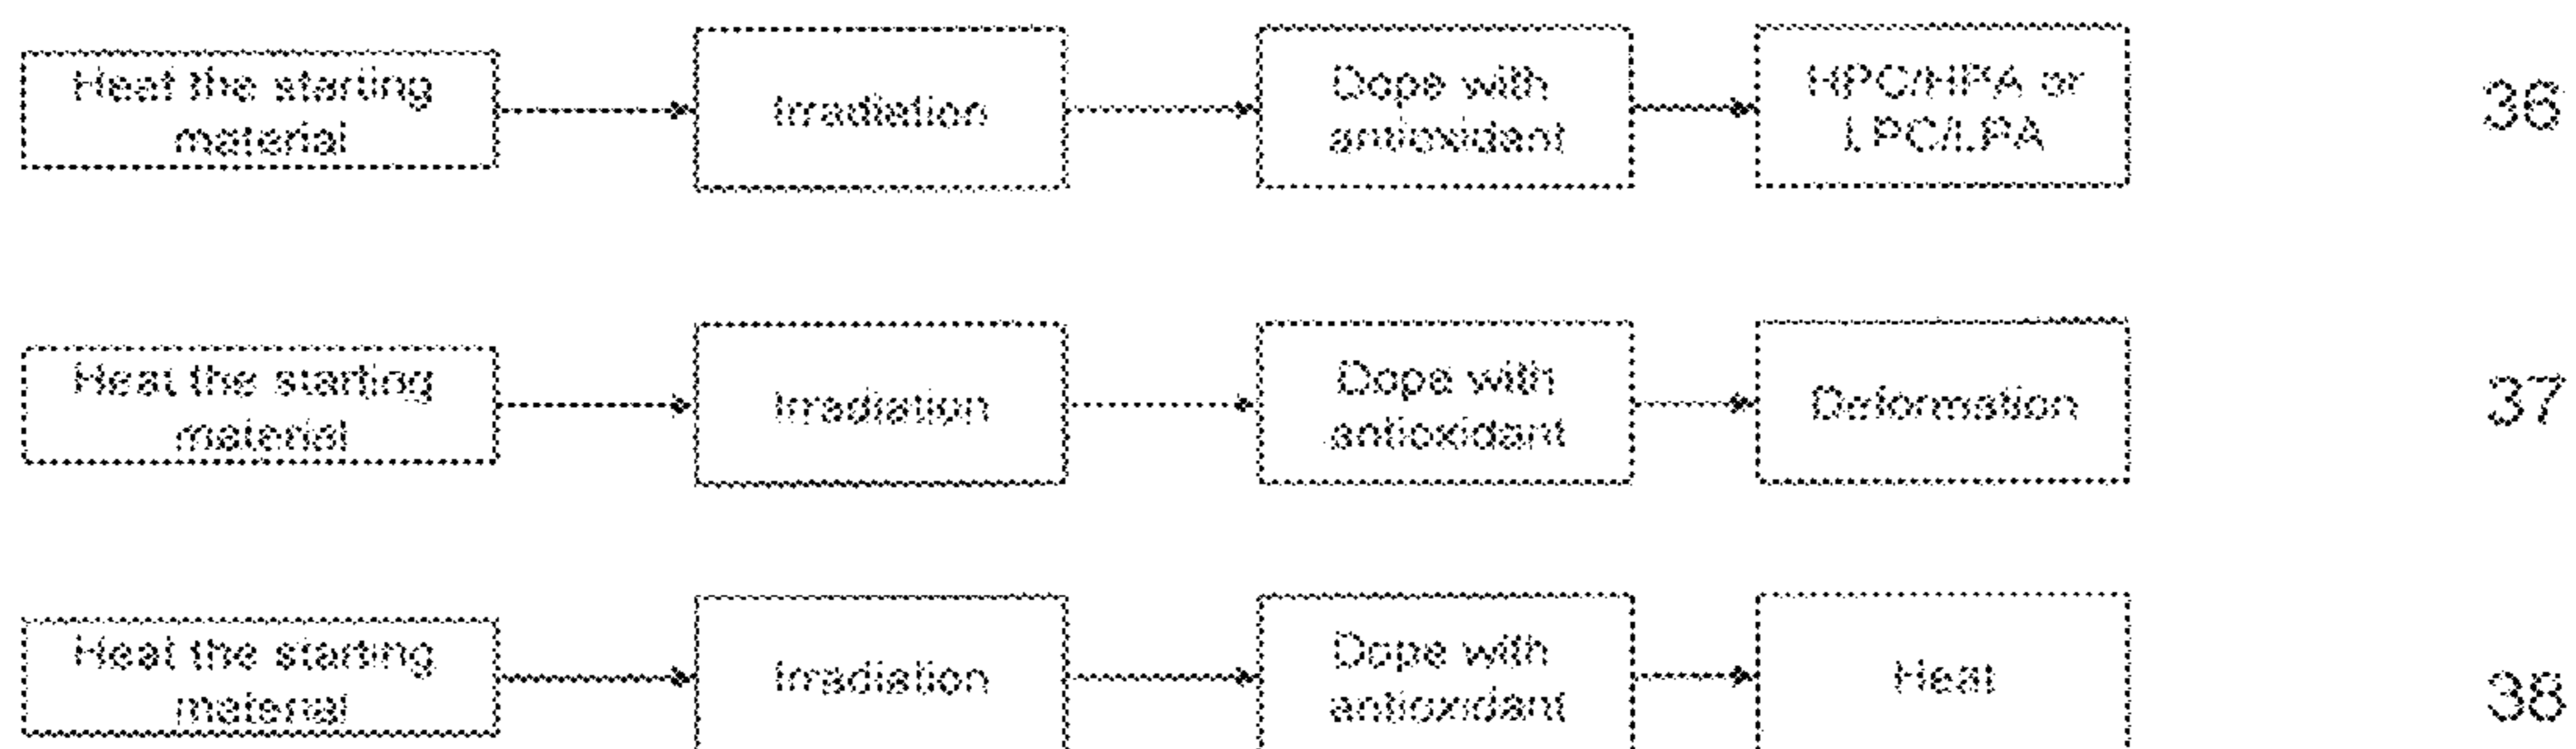 Heat the starting
material
Irradiation
Dope with
antioxidant
HPC/HPA or
LPC/LPA
36
Heat the starting
material
Irradiation
Dope with
antioxidant
Deformation
37
Heat the starting
material
Irradiation
Dope with
antioxidant
Heat
38